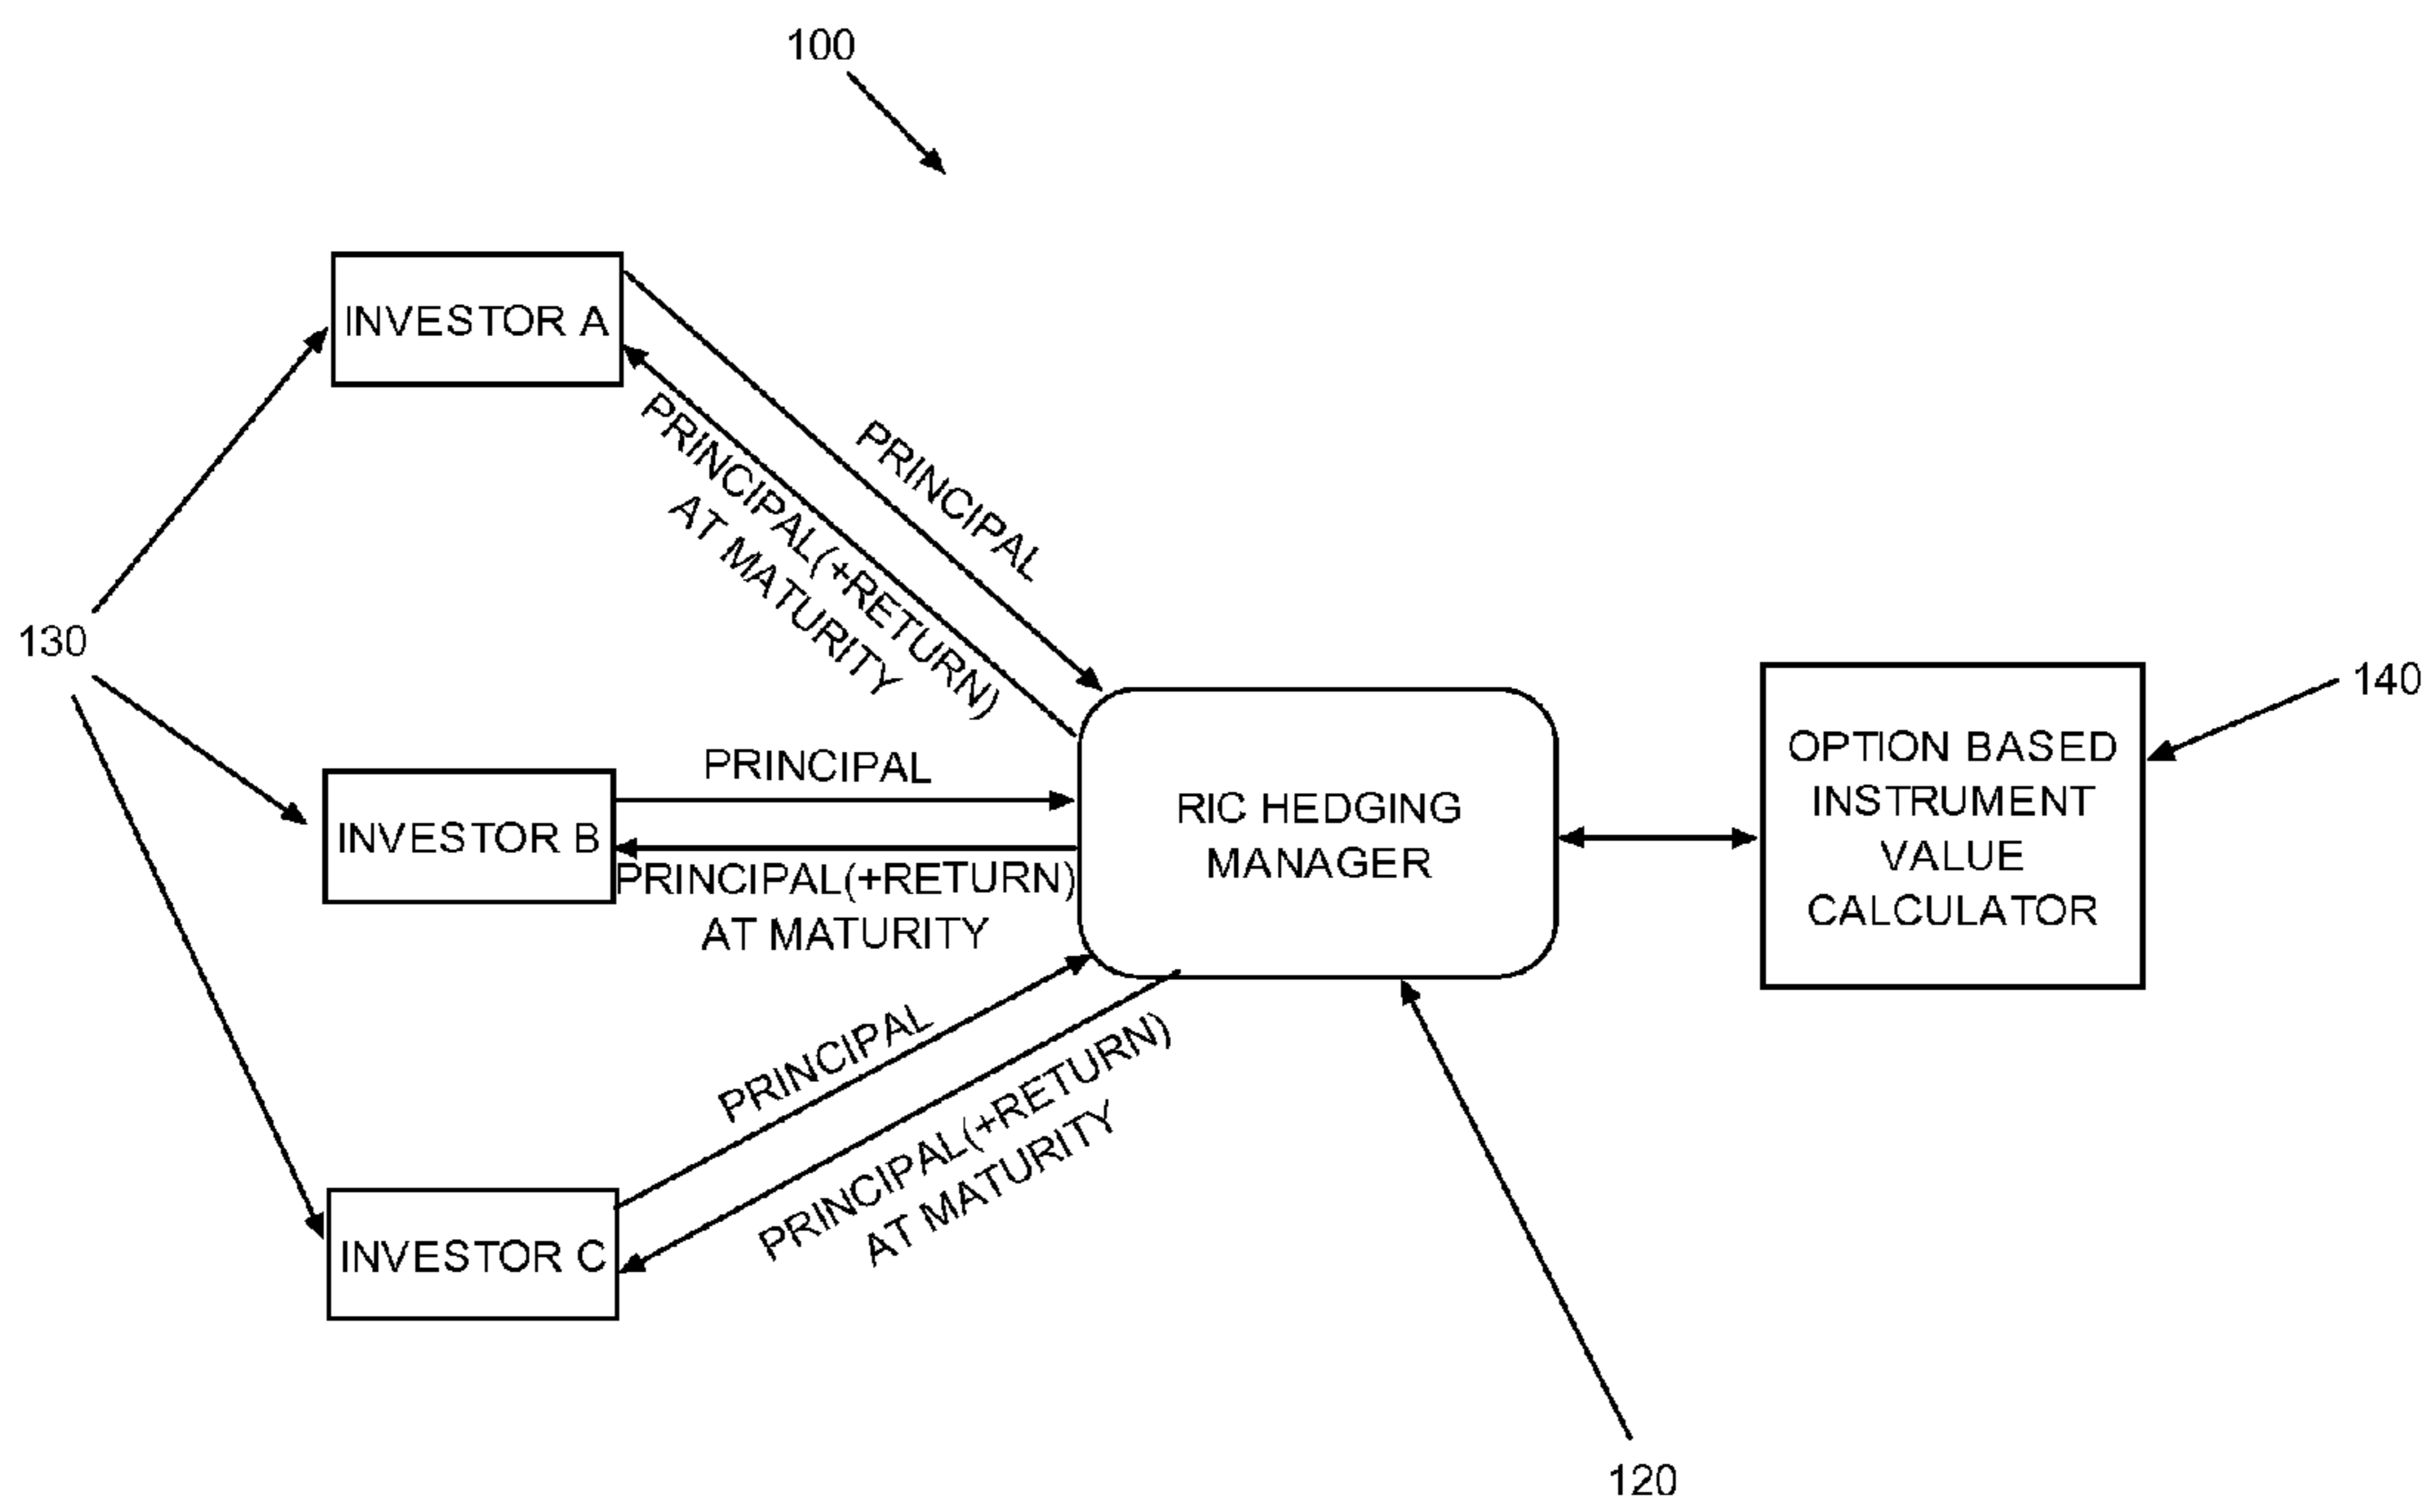 100
INVESTOR A
PRINCIPAL
PRINCIPAL(+RETURN)
AT MATURITY
130
140
OPTION BASED
INSTRUMENT
VALUE
CALCULATOR
PRINCIPAL
RIC HEDGING
MANAGER
INVESTOR B
PRINCIPAL(+RETURN)
AT MATURITY
PRINCIPAL
PRINCIPAL(+RETURN)
AT MATURITY
INVESTOR C
120